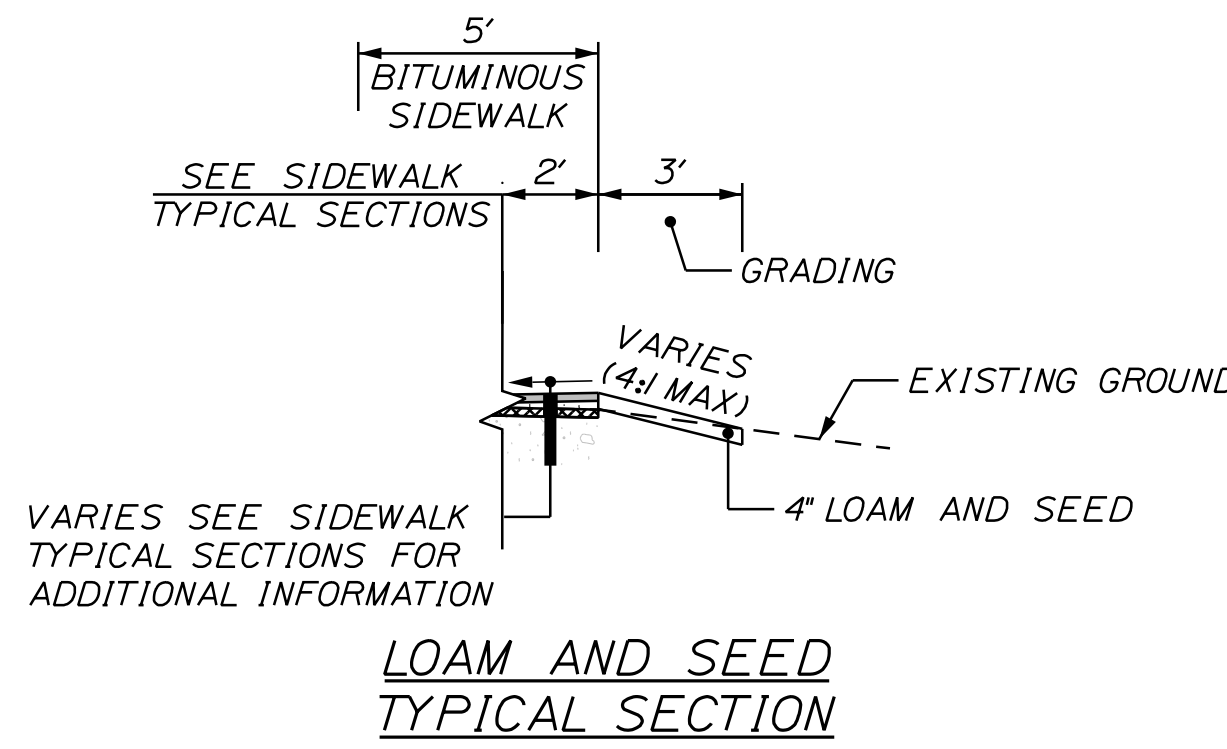 5'
BITUMINOUS
SIDEWALK
SEE SIDEWALK
TYPICAL SECTIONS
2'
3'
GRADING
VARIES
(4:1 MAX)
EXISTING GROUND
4" LOAM AND SEED
VARIES SEE SIDEWALK
TYPICAL SECTIONS FOR
ADDITIONAL INFORMATION
LOAM AND SEED
TYPICAL SECTION